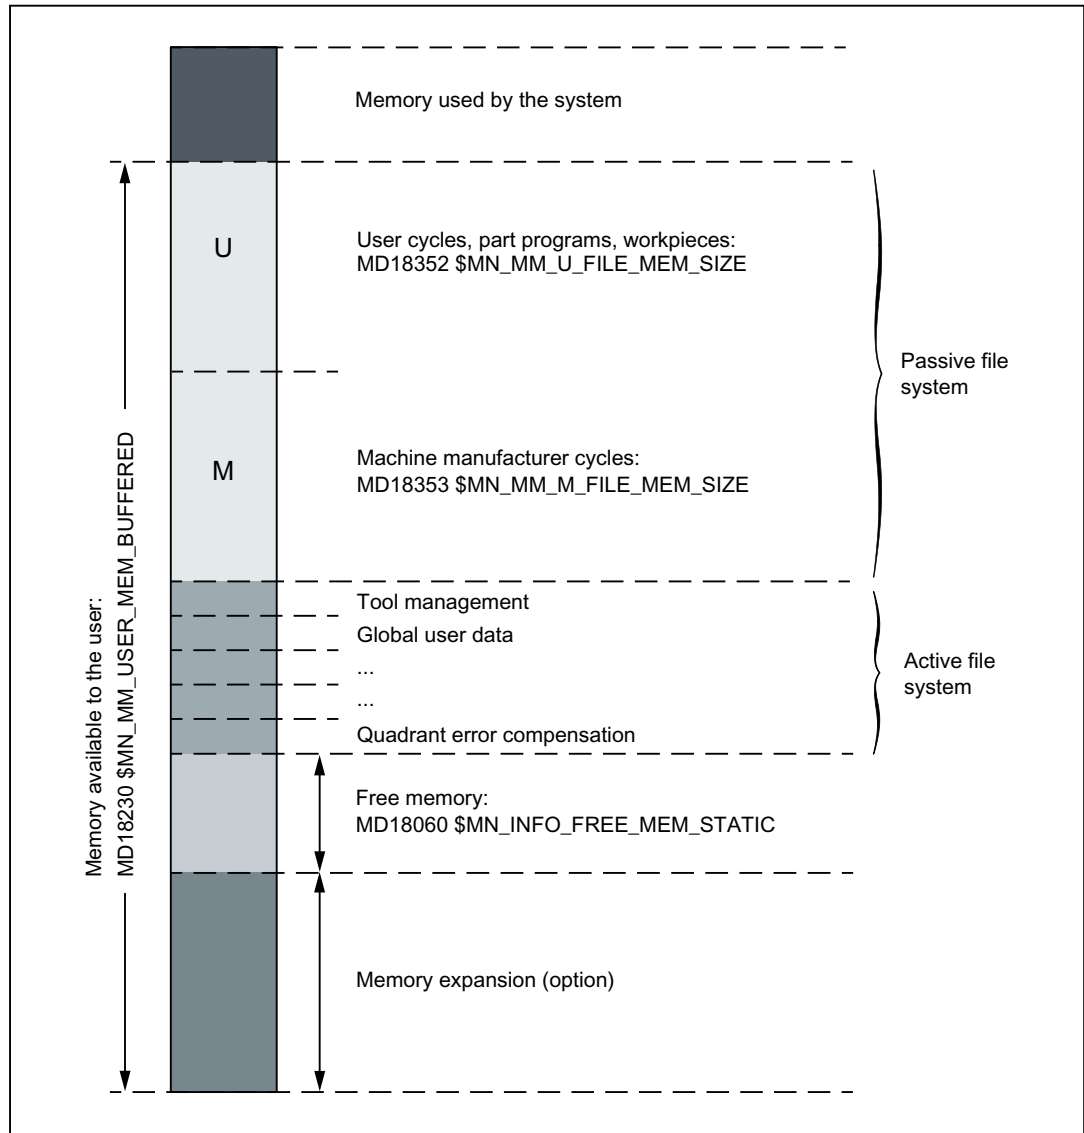 Memory used by the system
U
User cycles, part programs, workpieces:
MD18352 $MN_MM_U_FILE_MEM_SIZE
Passive file
system
M
Machine manufacturer cycles:
MD18353 $MN_MM_M_FILE_MEM_SIZE
Memory available to the user:
MD18230 $MN_MM_USER_MEM_BUFFERED
Tool management
Global user data
...
...
Quadrant error compensation
Active file
system
Free memory:
MD18060 $MN_INFO_FREE_MEM_STATIC
Memory expansion (option)